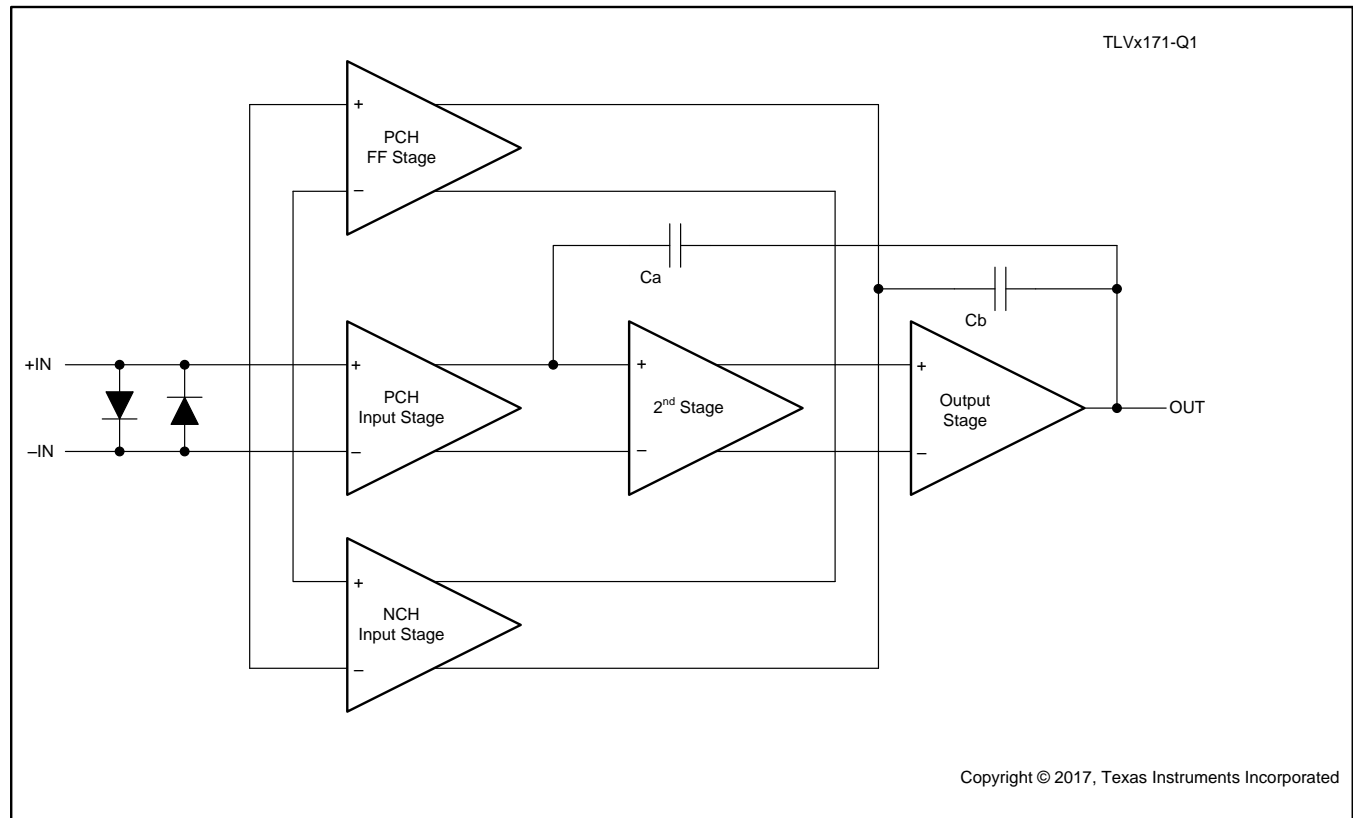 TLVx171-Q1
+
PCH
FF Stage
–
Ca
Cb
+IN
+
PCH
Input Stage
–
+
2nd Stage
–
+
Output
Stage
–
OUT
–IN
+
NCH
Input Stage
–
Copyright © 2017, Texas Instruments Incorporated